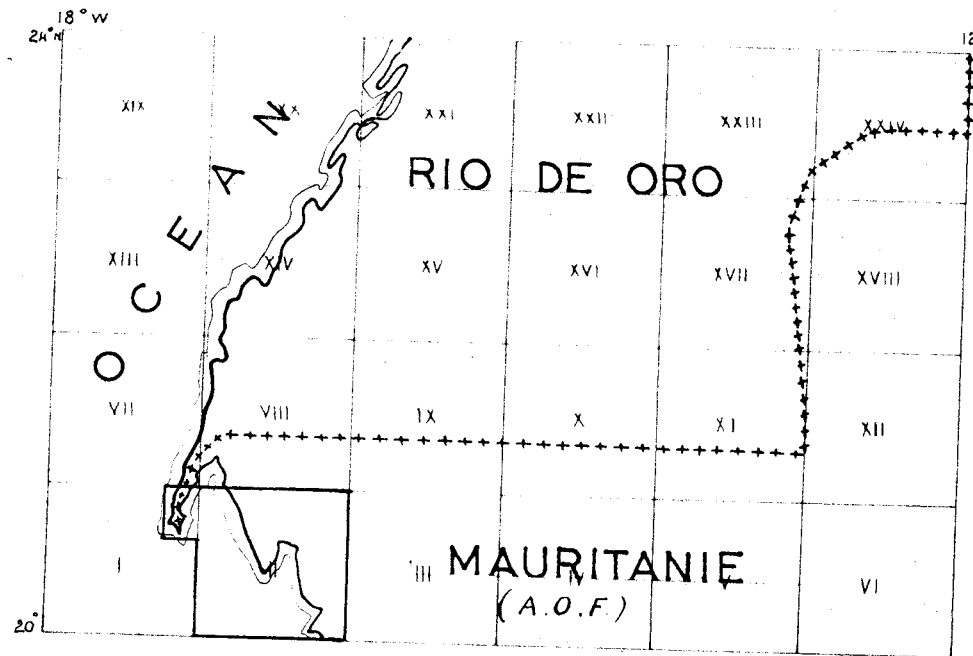 18° W
24° N
12
XIX
XX
XXI
XXII
XXIII
XXIV
RIO DE ORO
OCEAN
XIII
XIV
XV
XVI
XVII
XVIII
VII
VIII
IX
X
XI
XII
I
II
III
IV
V
VI
MAURITANIE
(A.O.F.)
20°